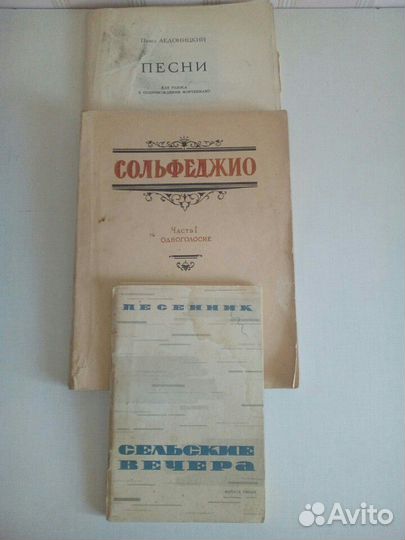 Павел АЕДОНИЦКИЙ
ПЕСНИ
ДЛЯ ГОЛОСА
В СОПРОВОЖДЕНИИ ФОРТЕПИАНО
СОЛЬФЕДЖИО
Часть I
ОДНОГОЛОСИЕ
ПЕСЕННИК
СЕЛЬСКИЕ
ВЕЧЕРА
Avito